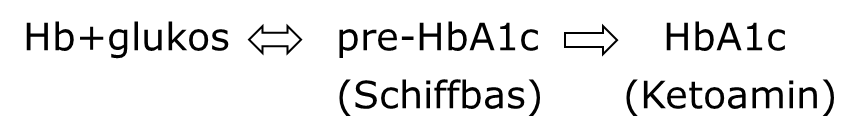 Hb+glukos ⇔ pre-HbA1c ⇨ HbA1c
(Schiffbas) (Ketoamin)